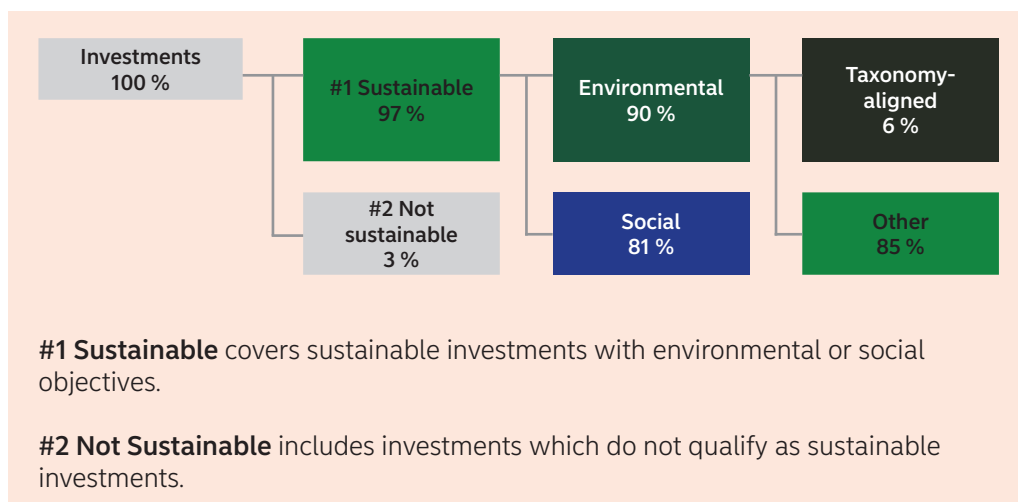 Investments
100 %
#1 Sustainable
97 %
Environmental
90 %
Taxonomy-
aligned
6 %
#2 Not
sustainable
3 %
Social
81 %
Other
85 %
#1 Sustainable covers sustainable investments with environmental or social
objectives.
#2 Not Sustainable includes investments which do not qualify as sustainable
investments.